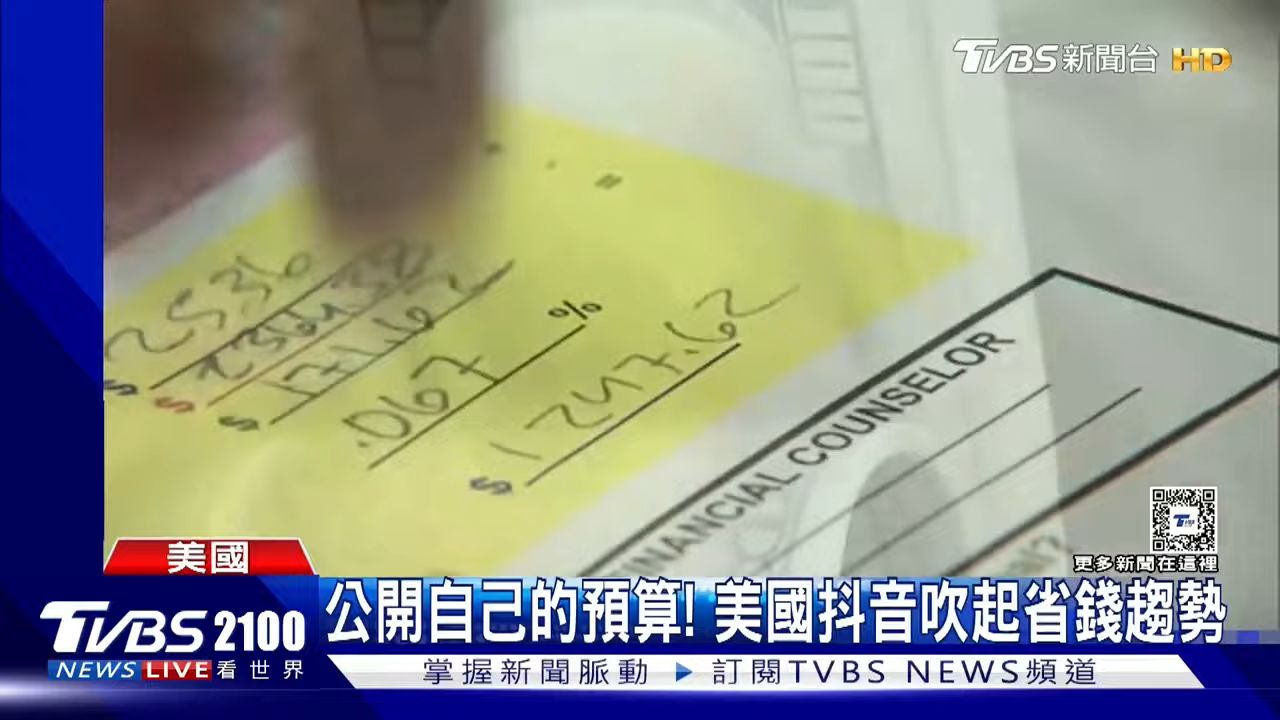 TVBS新聞台 HD
=
$ 2536
$
$ 171.62
.067 %
$ 1247.62
FINANCIAL COUNSELOR
更多新聞在這裡
美國
公開自己的預算! 美國抖音吹起省錢趨勢
TVBS 2100
NEWS LIVE 看世界
掌握新聞脈動 ▶ 訂閱TVBS NEWS頻道